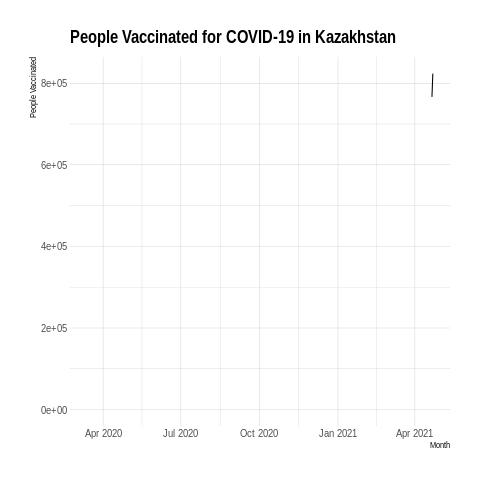 People Vaccinated for COVID-19 in Kazakhstan
People Vaccinated
8e+05
6e+05
4e+05
2e+05
0e+00
Apr 2020 Jul 2020 Oct 2020 Jan 2021 Apr 2021
Month